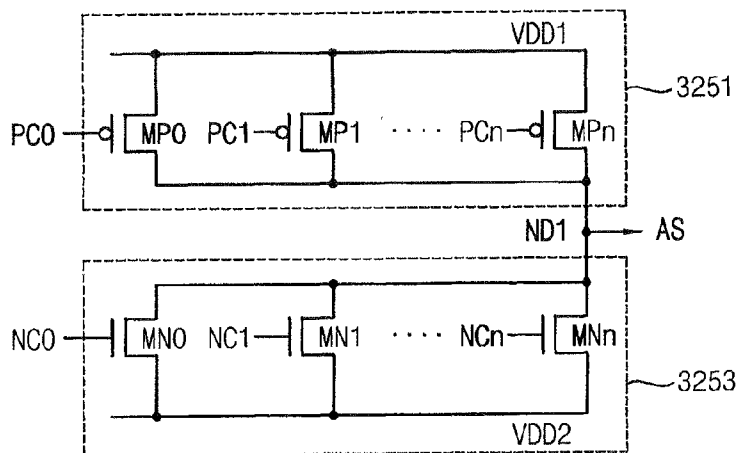 VDD1
3251
PC0 MP0 PC1 MP1 ···· PCn MPn
ND1 AS
NC0 MN0 NC1 MN1 ···· NCn MNn
3253
VDD2